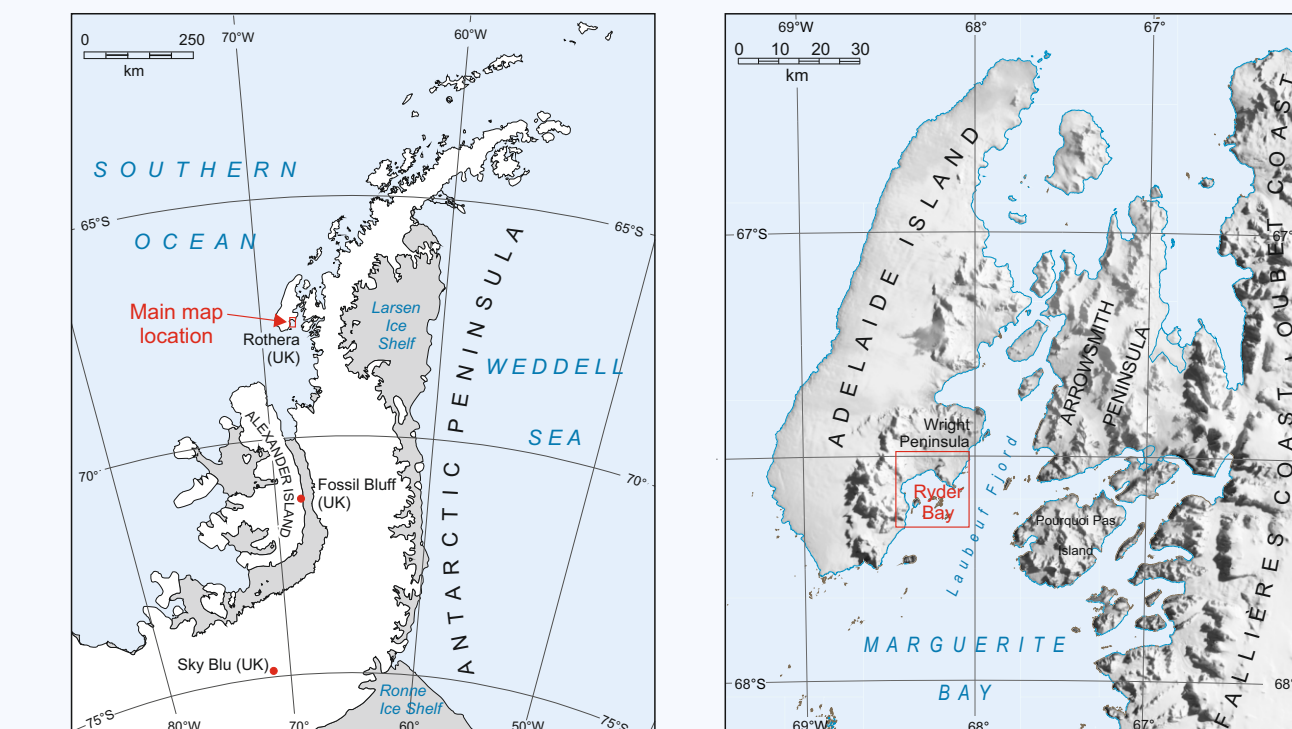 70°W
60°W
0 250
km
SOUTHERN
OCEAN
65°S
65°S
Main map
location
Rothera
(UK)
Larsen
Ice
Shelf
ANTARCTIC PENINSULA
WEDDELL
SEA
ALEXANDER ISLAND
70°
70°
Fossil Bluff
(UK)
Sky Blu (UK)
Ronne
Ice Shelf
75°S
80°W
70°
60°
50°W
75°S
69°W
68°
67°
0 10 20 30
km
ADELAIDE ISLAND
67°S
67°
LOUBET COAST
ARROWSMITH
PENINSULA
Wright
Peninsula
Ryder
Bay
Laubeuf Fjord
Pourquoi Pas
Island
FALLIÈRES COAST
MARGUERITE
BAY
68°S
68°
69°W
68°
67°